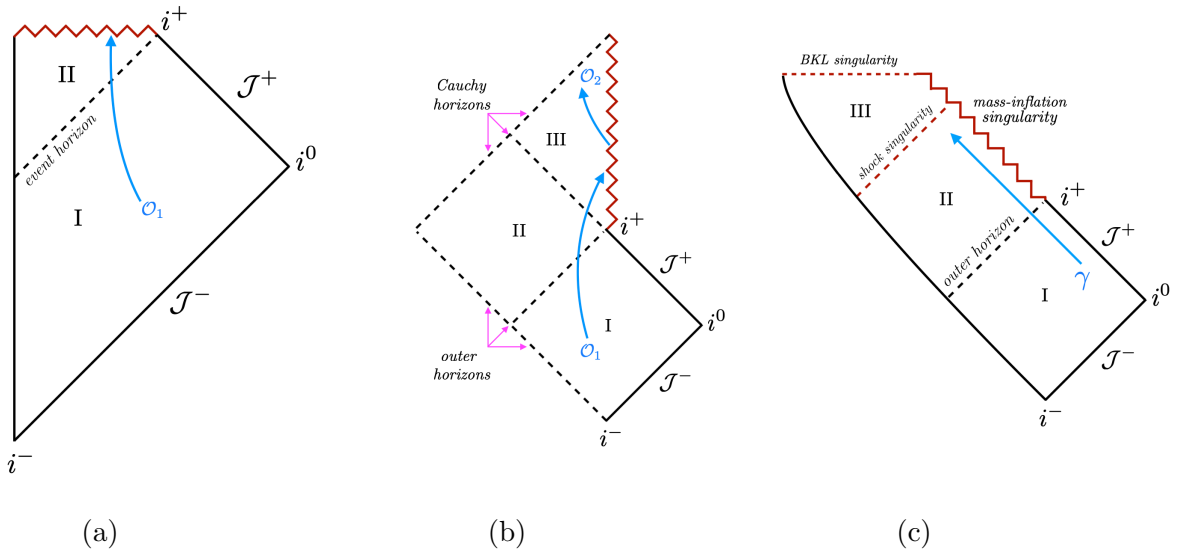 i⁺
II
𝒥⁺
event horizon
i⁰
𝒪₁
I
𝒥⁻
i⁻
(a)
𝒪₂
Cauchy
horizons
III
II
i⁺
𝒥⁺
I
i⁰
𝒪₁
outer
horizons
𝒥⁻
i⁻
(b)
BKL singularity
mass-inflation
singularity
III
shock singularity
II
i⁺
outer horizon
𝒥⁺
γ
I
i⁰
𝒥⁻
i⁻
(c)